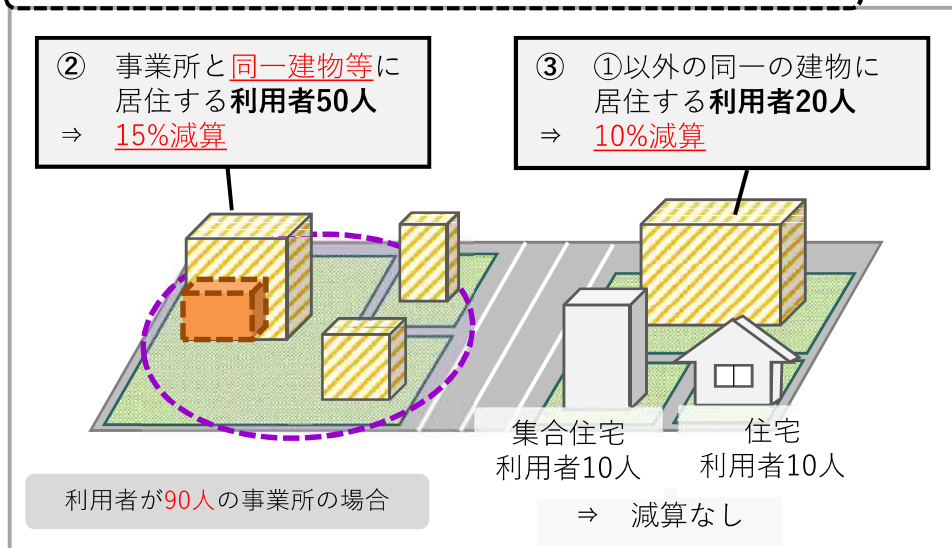 ② 事業所と同一建物等に
居住する利用者50人
⇒ 15%減算
③ ①以外の同一の建物に
居住する利用者20人
⇒ 10%減算
集合住宅
利用者10人
住宅
利用者10人
⇒ 減算なし
利用者が90人の事業所の場合